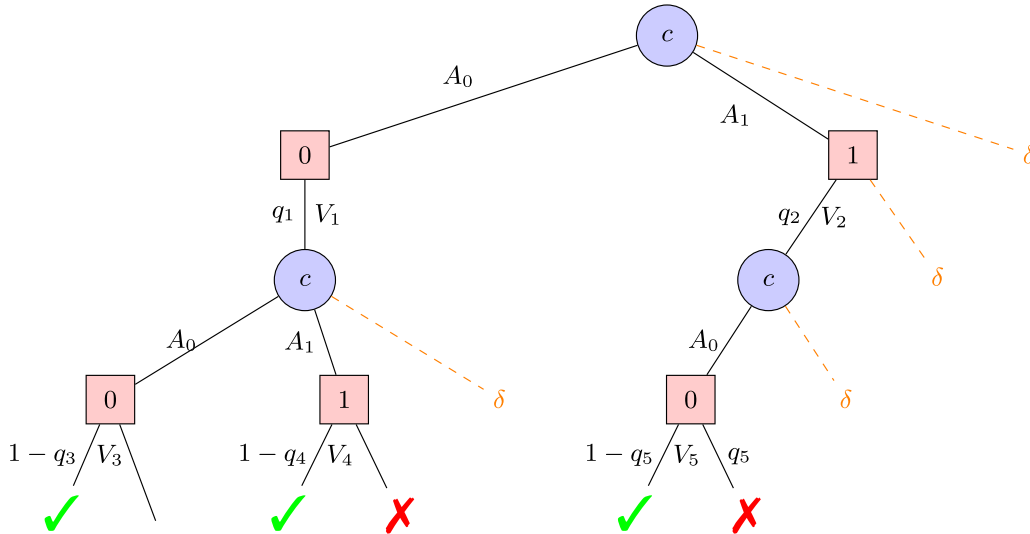 c
A₀
A₁
0
1
δ
q₁ V₁
q₂ V₂
δ
c
c
A₀
A₁
A₀
0
1
δ
0
δ
1 − q₃ V₃
1 − q₄ V₄
1 − q₅ V₅ q₅
✓
✓ ✗
✓ ✗